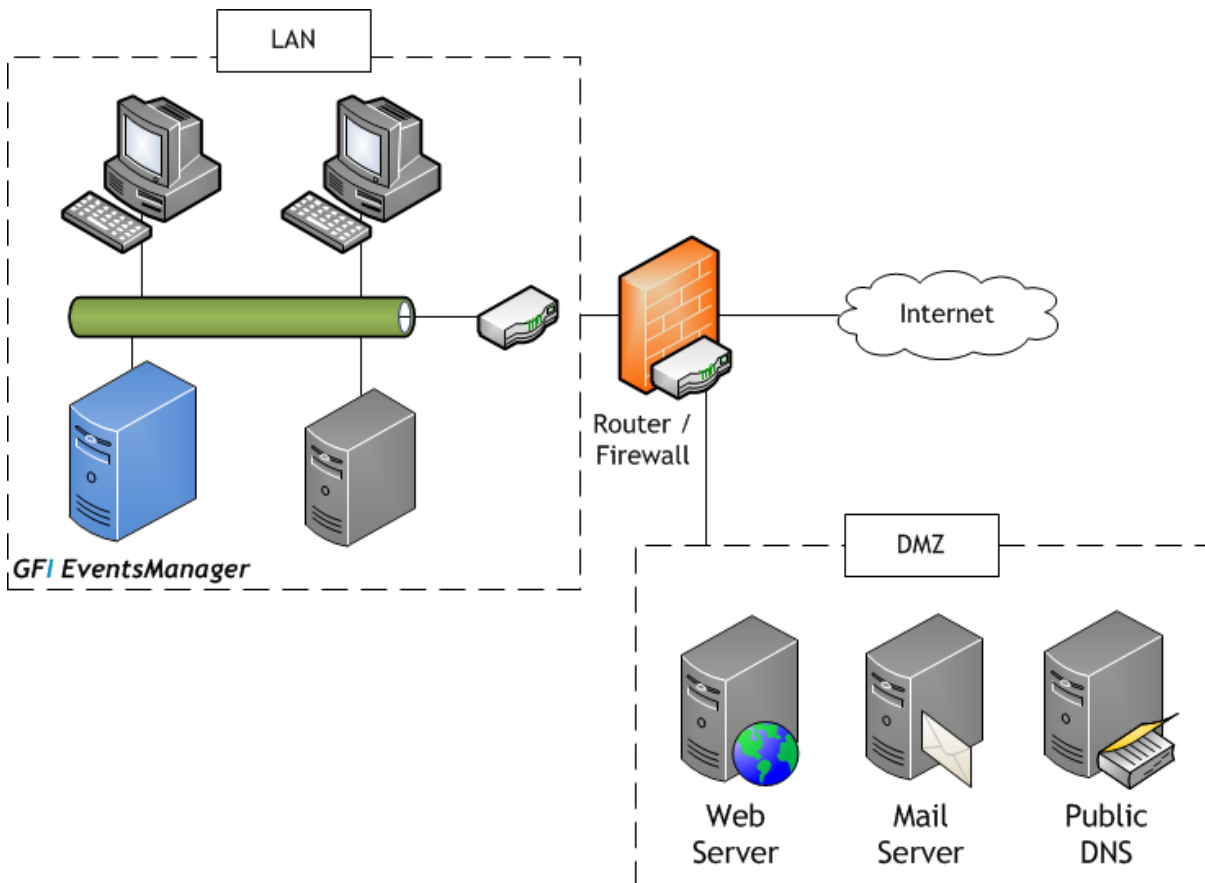 LAN
Internet
Router /
Firewall
GFI EventsManager
DMZ
Web
Server
Mail
Server
Public
DNS